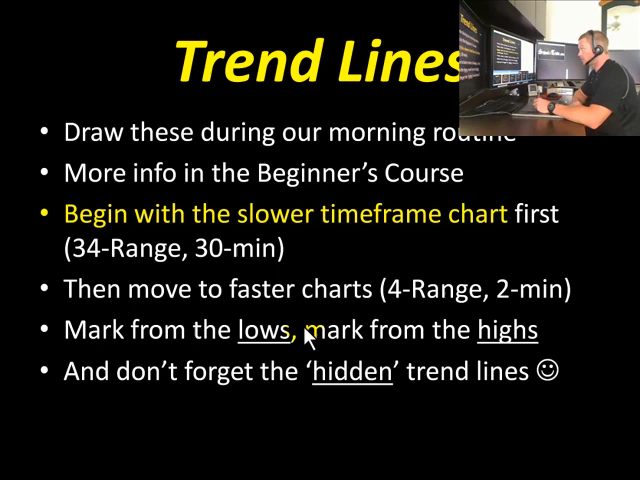 Trend Lines
• Draw these during our morning routine
• More info in the Beginner's Course
• Begin with the slower timeframe chart first
(34-Range, 30-min)
• Then move to faster charts (4-Range, 2-min)
• Mark from the lows, mark from the highs
• And don't forget the 'hidden' trend lines ☺